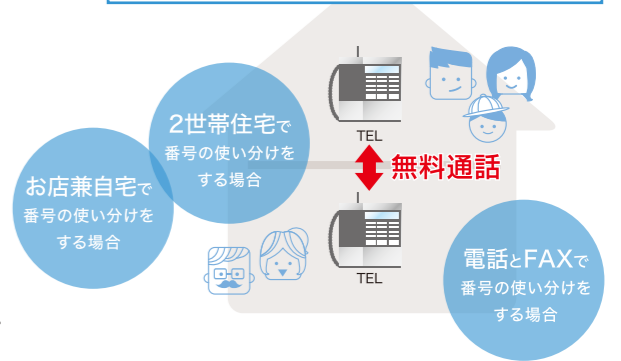 2世帯住宅で
番号の使い分けを
する場合
お店兼自宅で
番号の使い分けを
する場合
TEL
無料通話
TEL
電話とFAXで
番号の使い分けを
する場合